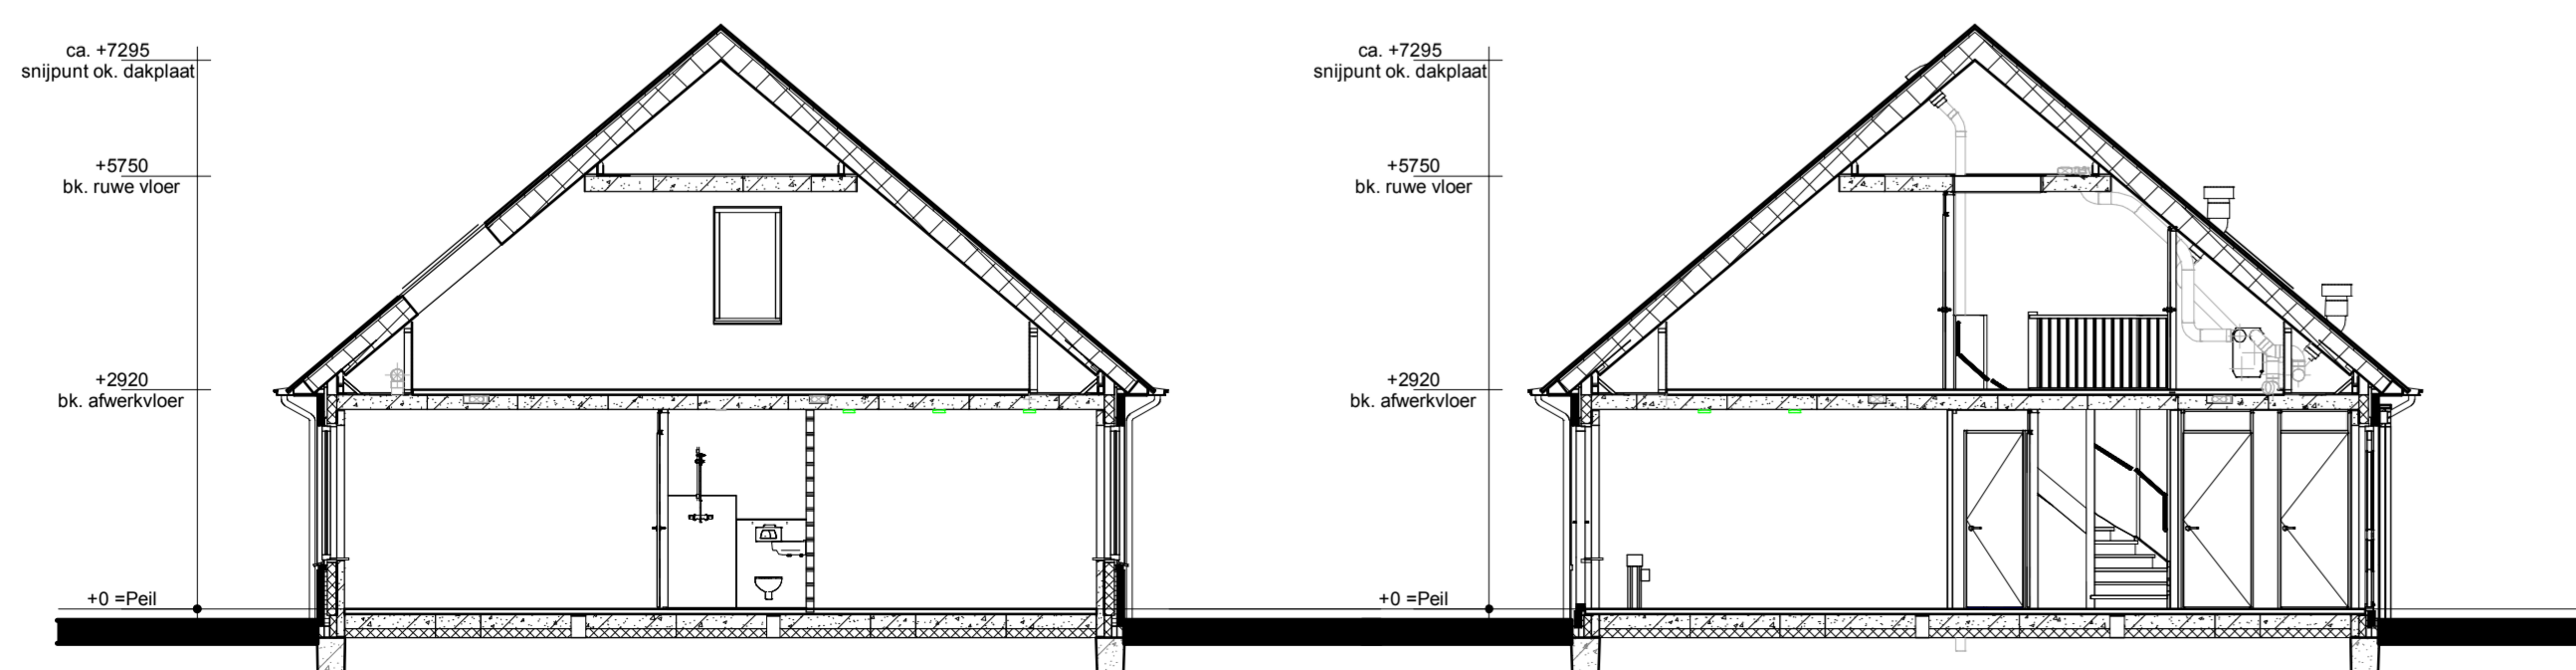 ca. +7295
snijpunt ok. dakplaat
+5750
bk. ruwe vloer
+2920
bk. afwerkvloer
+0 =Peil
ca. +7295
snijpunt ok. dakplaat
+5750
bk. ruwe vloer
+2920
bk. afwerkvloer
+0 =Peil